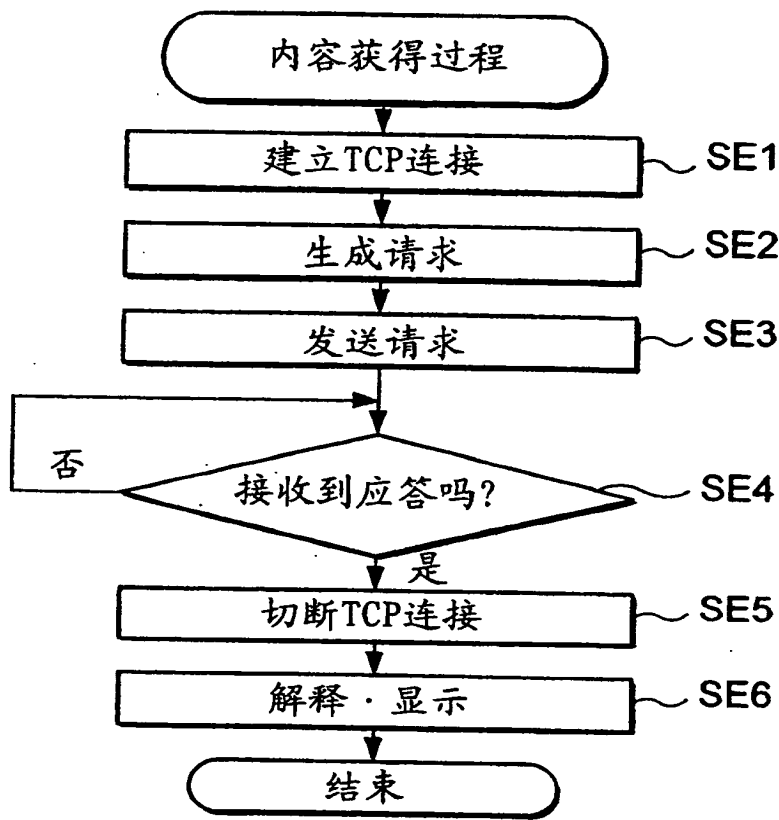 内容获得过程
建立TCP连接
SE1
生成请求
SE2
发送请求
SE3
否
接收到应答吗?
SE4
是
切断TCP连接
SE5
解释·显示
SE6
结束